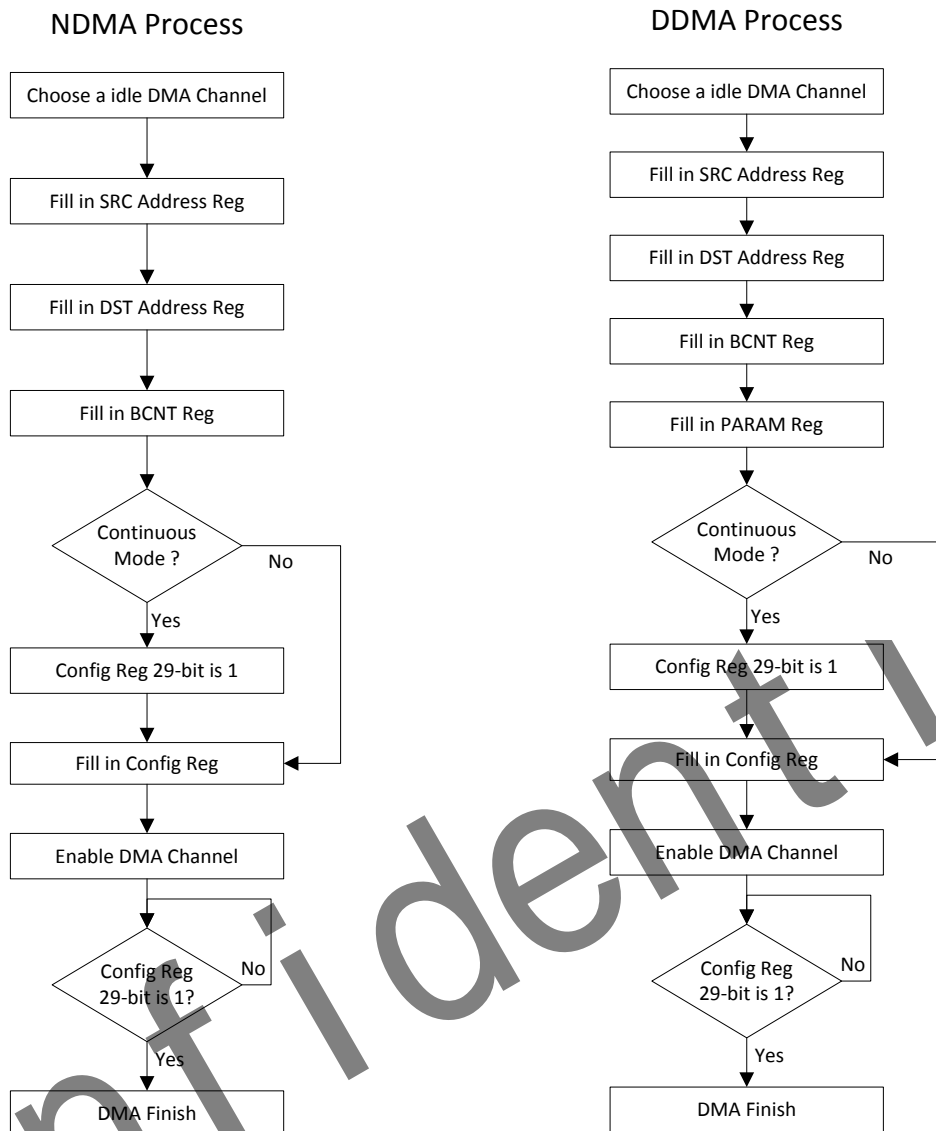 NDMA Process
Choose a idle DMA Channel
Fill in SRC Address Reg
Fill in DST Address Reg
Fill in BCNT Reg
Continuous
Mode ?
No
Yes
Config Reg 29-bit is 1
Fill in Config Reg
Enable DMA Channel
Config Reg
29-bit is 1?
No
Yes
DMA Finish
DDMA Process
Choose a idle DMA Channel
Fill in SRC Address Reg
Fill in DST Address Reg
Fill in BCNT Reg
Fill in PARAM Reg
Continuous
Mode ?
No
Yes
Config Reg 29-bit is 1
Fill in Config Reg
Enable DMA Channel
Config Reg
29-bit is 1?
No
Yes
DMA Finish
nfidenti